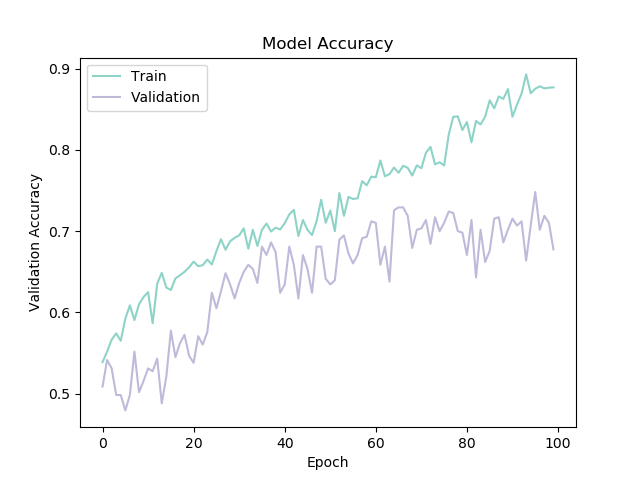 Model Accuracy
Train
Validation
Validation Accuracy
0.9
0.8
0.7
0.6
0.5
0 20 40 60 80 100
Epoch